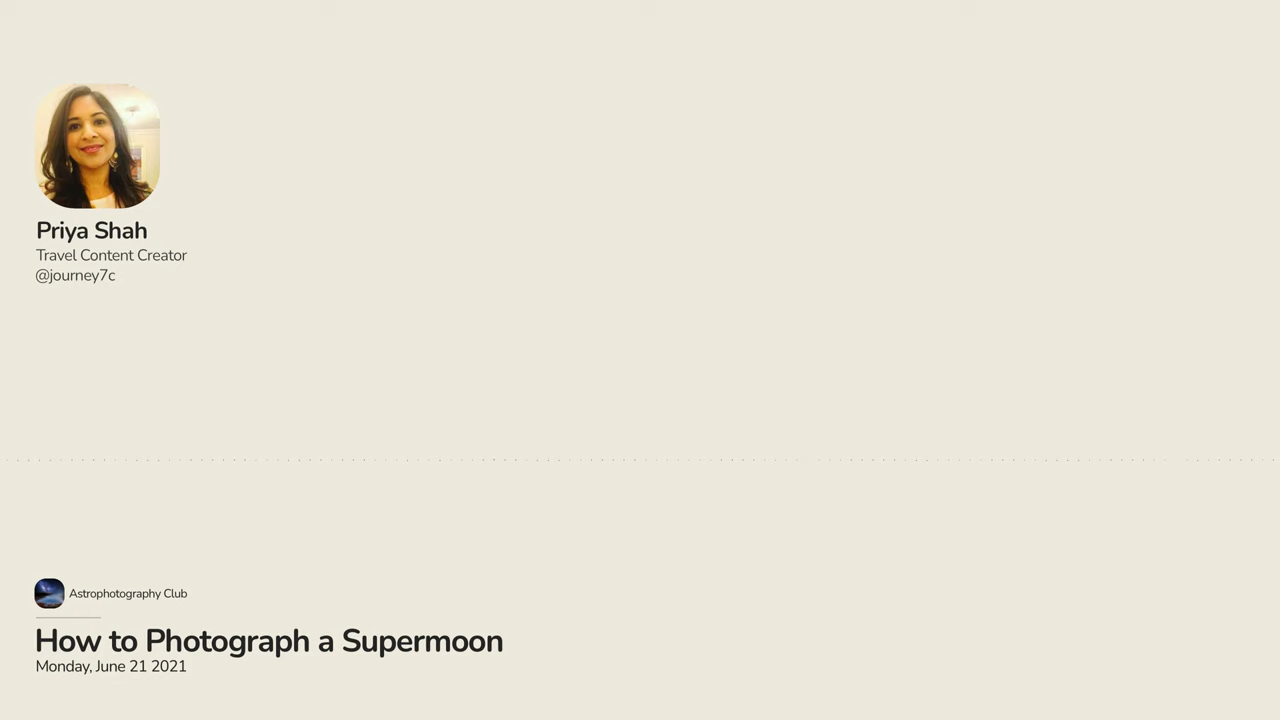 Priya Shah
Travel Content Creator
@journey7c
Astrophotography Club
How to Photograph a Supermoon
Monday, June 21 2021